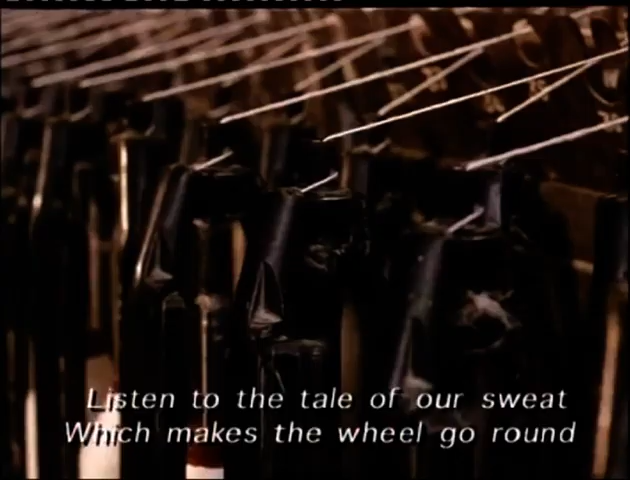 Listen to the tale of our sweat
Which makes the wheel go round